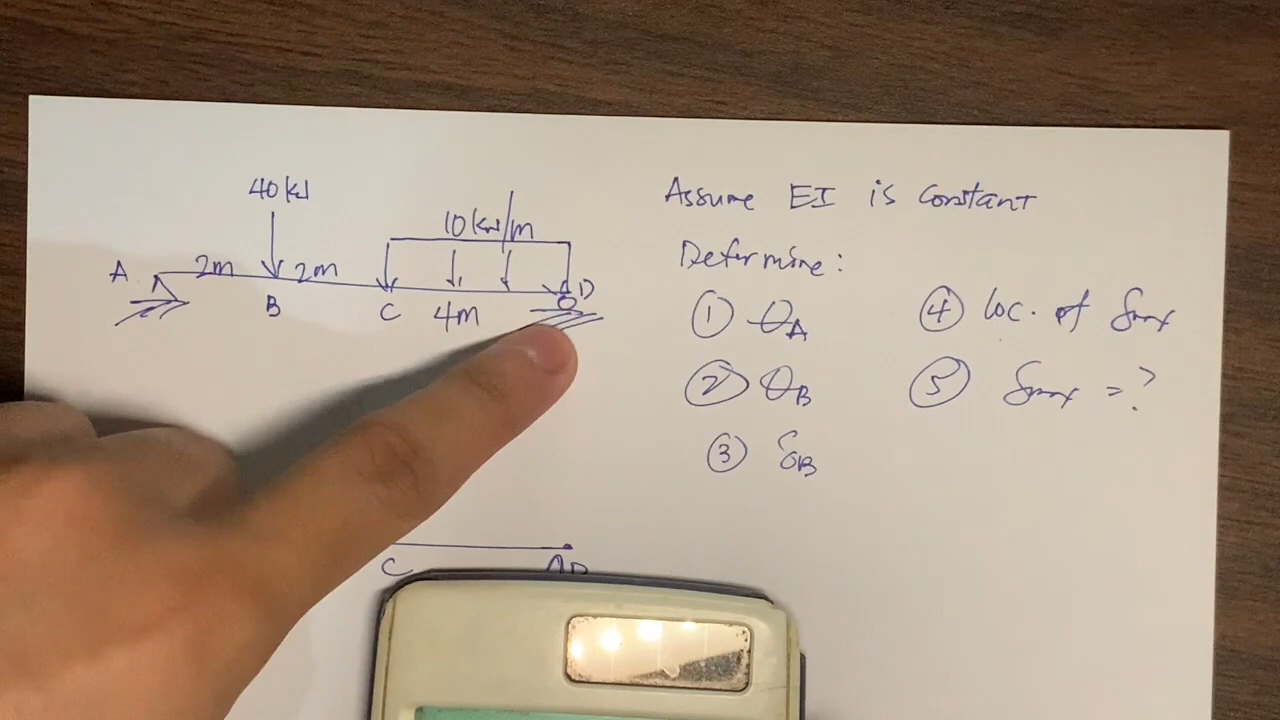 40 kN
10 kN/m
A 2m 2m D
B C 4m
Assume EI is constant
Determine:
① θA
② θB
③ δB
④ loc. of δmax
⑤ δmax = ?
C D